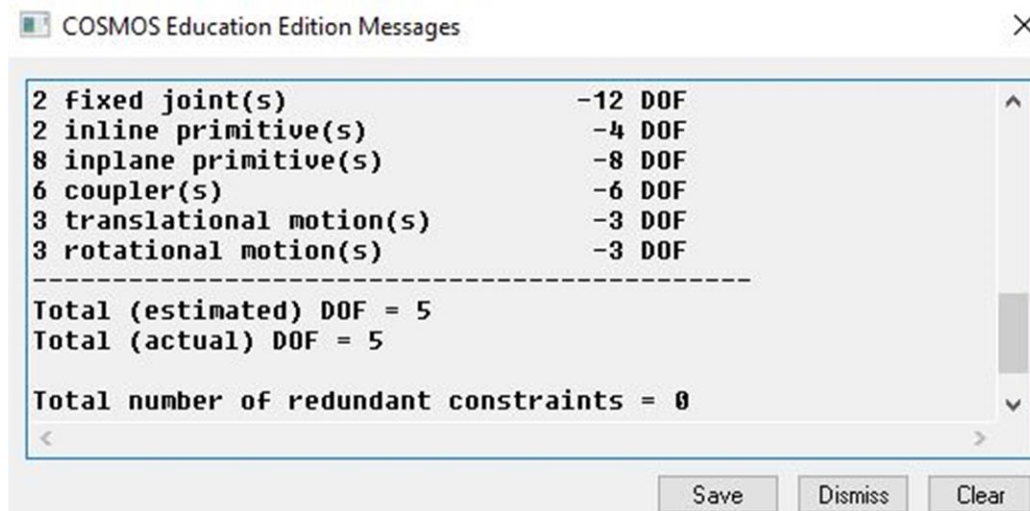 COSMOS Education Edition Messages
2 fixed joint(s) -12 DOF
2 inline primitive(s) -4 DOF
8 inplane primitive(s) -8 DOF
6 coupler(s) -6 DOF
3 translational motion(s) -3 DOF
3 rotational motion(s) -3 DOF
--------------------------------------------
Total (estimated) DOF = 5
Total (actual) DOF = 5
Total number of redundant constraints = 0
Save Dismiss Clear